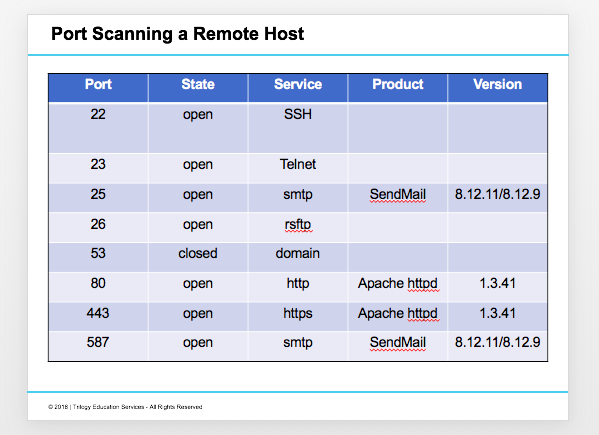 Port Scanning a Remote Host
Port State Service Product Version
22 open SSH
23 open Telnet
25 open smtp SendMail 8.12.11/8.12.9
26 open rsftp
53 closed domain
80 open http Apache httpd 1.3.41
443 open https Apache httpd 1.3.41
587 open smtp SendMail 8.12.11/8.12.9
© 2018 | Trilogy Education Services - All Rights Reserved